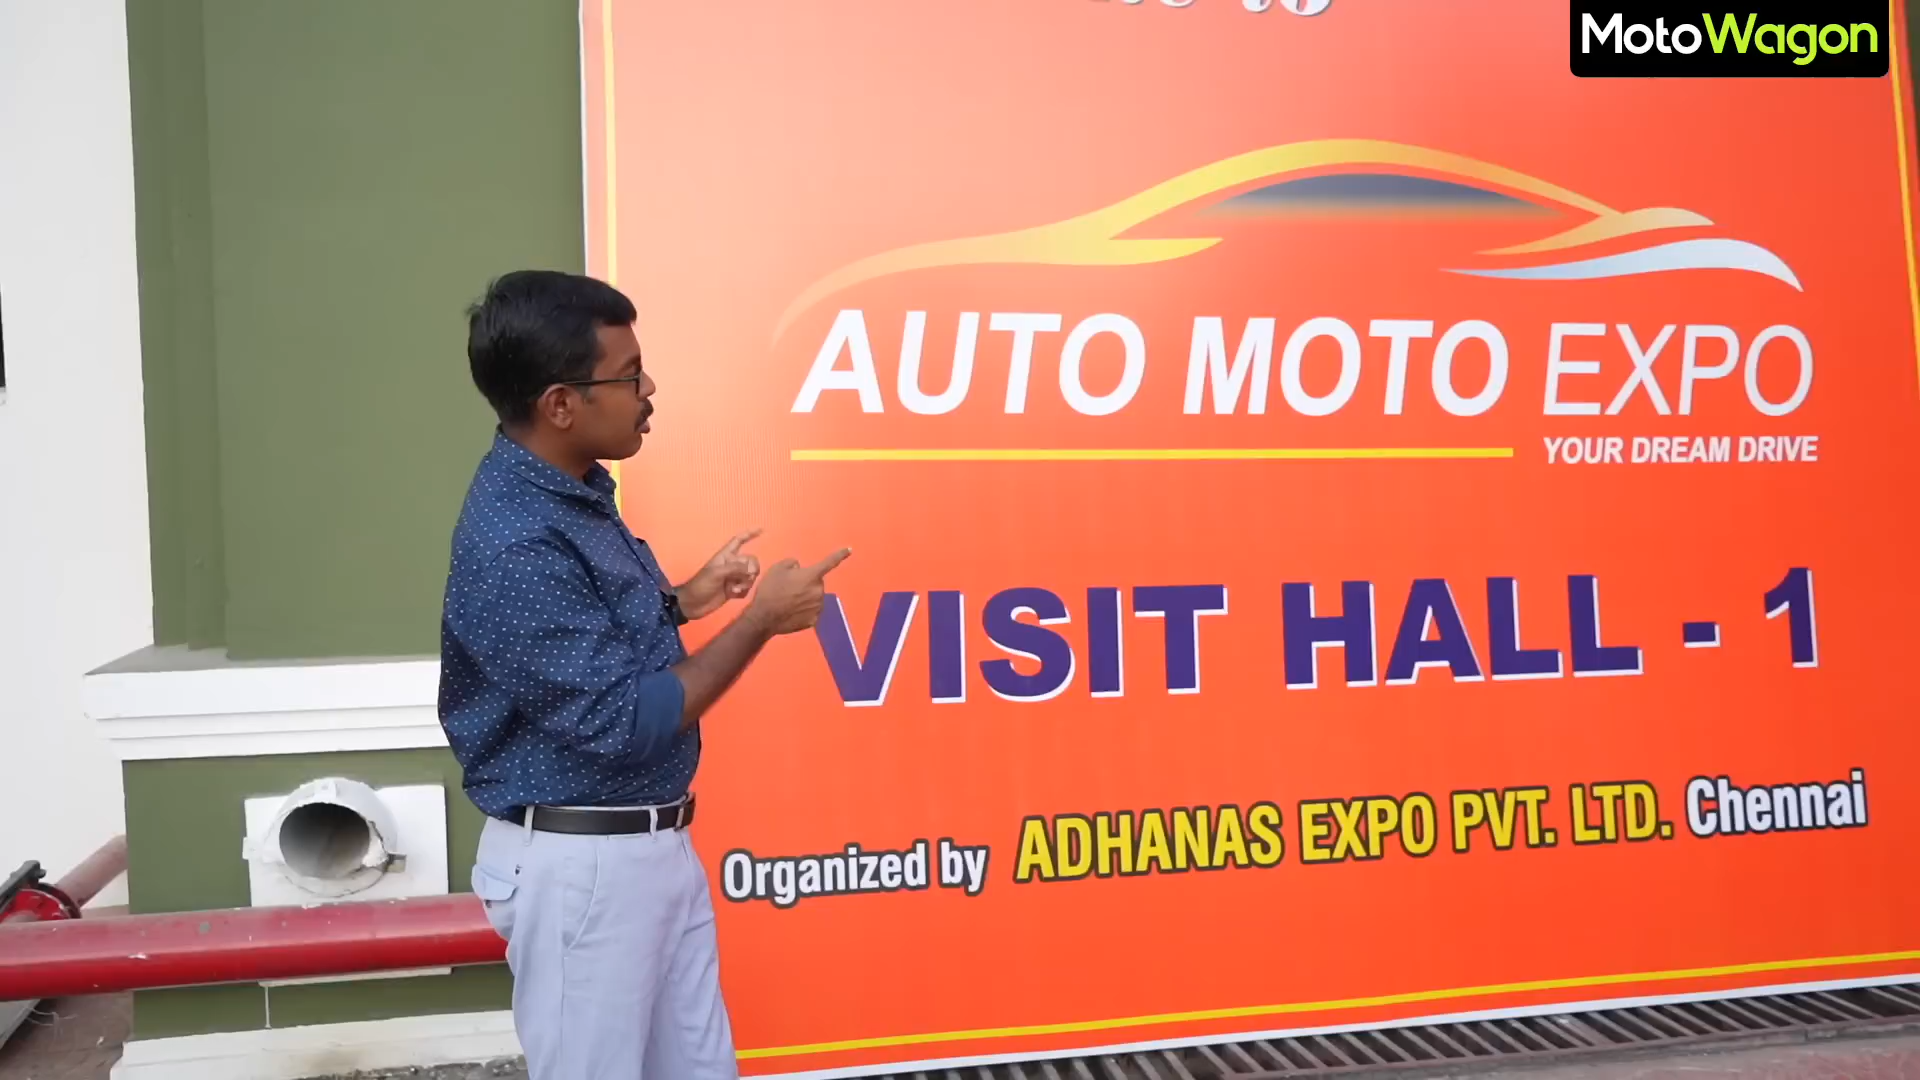 MotoWagon
AUTO MOTO EXPO
YOUR DREAM DRIVE
VISIT HALL - 1
Organized by ADHANAS EXPO PVT. LTD. Chennai